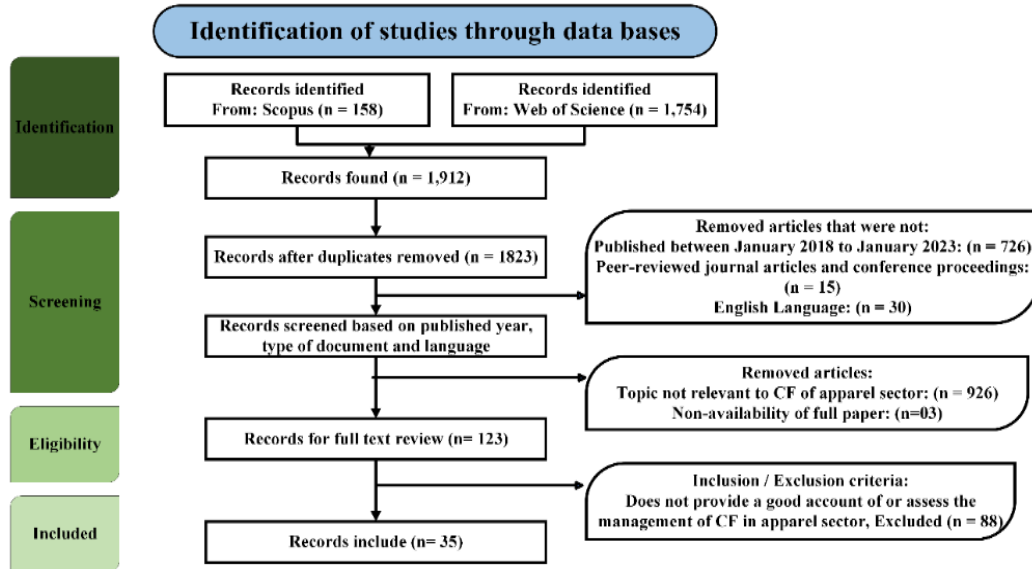 Identification of studies through data bases
Identification
Records identified
From: Scopus (n = 158)
Records identified
From: Web of Science (n = 1,754)
Records found (n = 1,912)
Screening
Records after duplicates removed (n = 1823)
Removed articles that were not:
Published between January 2018 to January 2023: (n = 726)
Peer-reviewed journal articles and conference proceedings:
(n = 15)
English Language: (n = 30)
Records screened based on published year,
type of document and language
Removed articles:
Topic not relevant to CF of apparel sector: (n = 926)
Non-availability of full paper: (n=03)
Eligibility
Records for full text review (n= 123)
Inclusion / Exclusion criteria:
Does not provide a good account of or assess the
management of CF in apparel sector, Excluded (n = 88)
Included
Records include (n= 35)